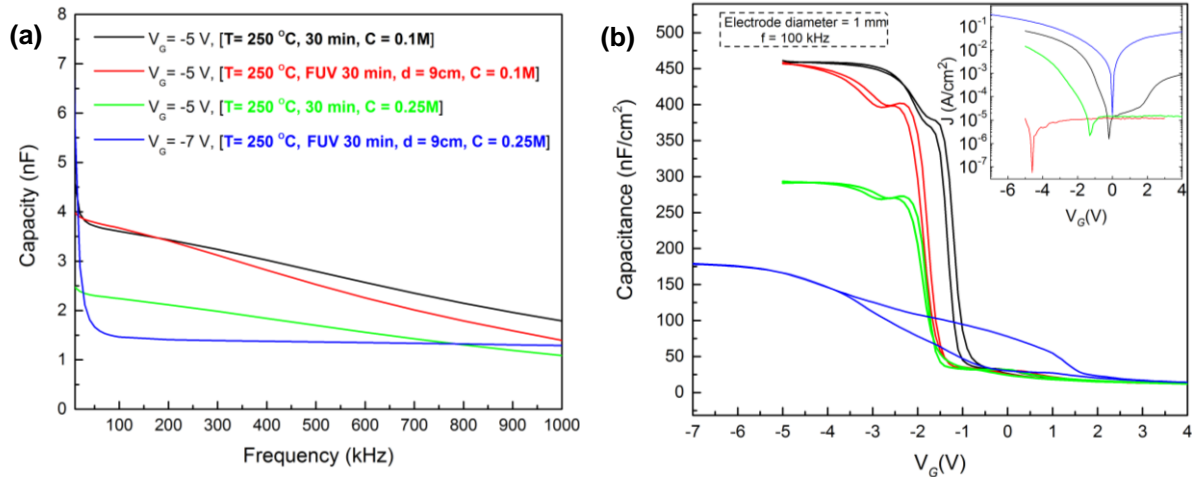 (a)
V_G = -5 V, [T= 250 °C, 30 min, C = 0.1M]
V_G = -5 V, [T= 250 °C, FUV 30 min, d = 9cm, C = 0.1M]
V_G = -5 V, [T= 250 °C, 30 min, C = 0.25M]
V_G = -7 V, [T= 250 °C, FUV 30 min, d = 9cm, C = 0.25M]
Capacity (nF)
8
7
6
5
4
3
2
1
0
100 200 300 400 500 600 700 800 900 1000
Frequency (kHz)
(b)
Electrode diameter = 1 mm
f = 100 kHz
Capacitance (nF/cm²)
500
450
400
350
300
250
200
150
100
50
0
-7 -6 -5 -4 -3 -2 -1 0 1 2 3 4
V_G(V)
J (A/cm²)
10⁻¹
10⁻²
10⁻³
10⁻⁴
10⁻⁵
10⁻⁶
10⁻⁷
-6 -4 -2 0 2 4
V_G(V)